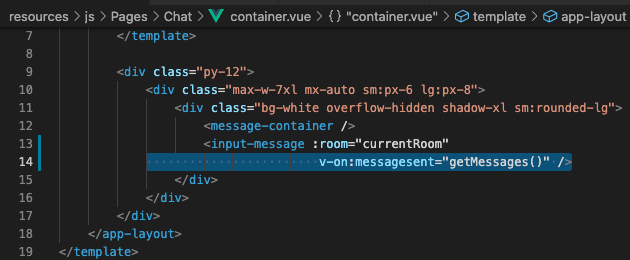 resources > js > Pages > Chat > container.vue > {} "container.vue" > template > app-layout
7 </template>
8
9 <div class="py-12">
10 <div class="max-w-7xl mx-auto sm:px-6 lg:px-8">
11 <div class="bg-white overflow-hidden shadow-xl sm:rounded-lg">
12 <message-container />
13 <input-message :room="currentRoom"
14 v-on:messagesent="getMessages()" />
15 </div>
16 </div>
17 </div>
18 </app-layout>
19 </template>